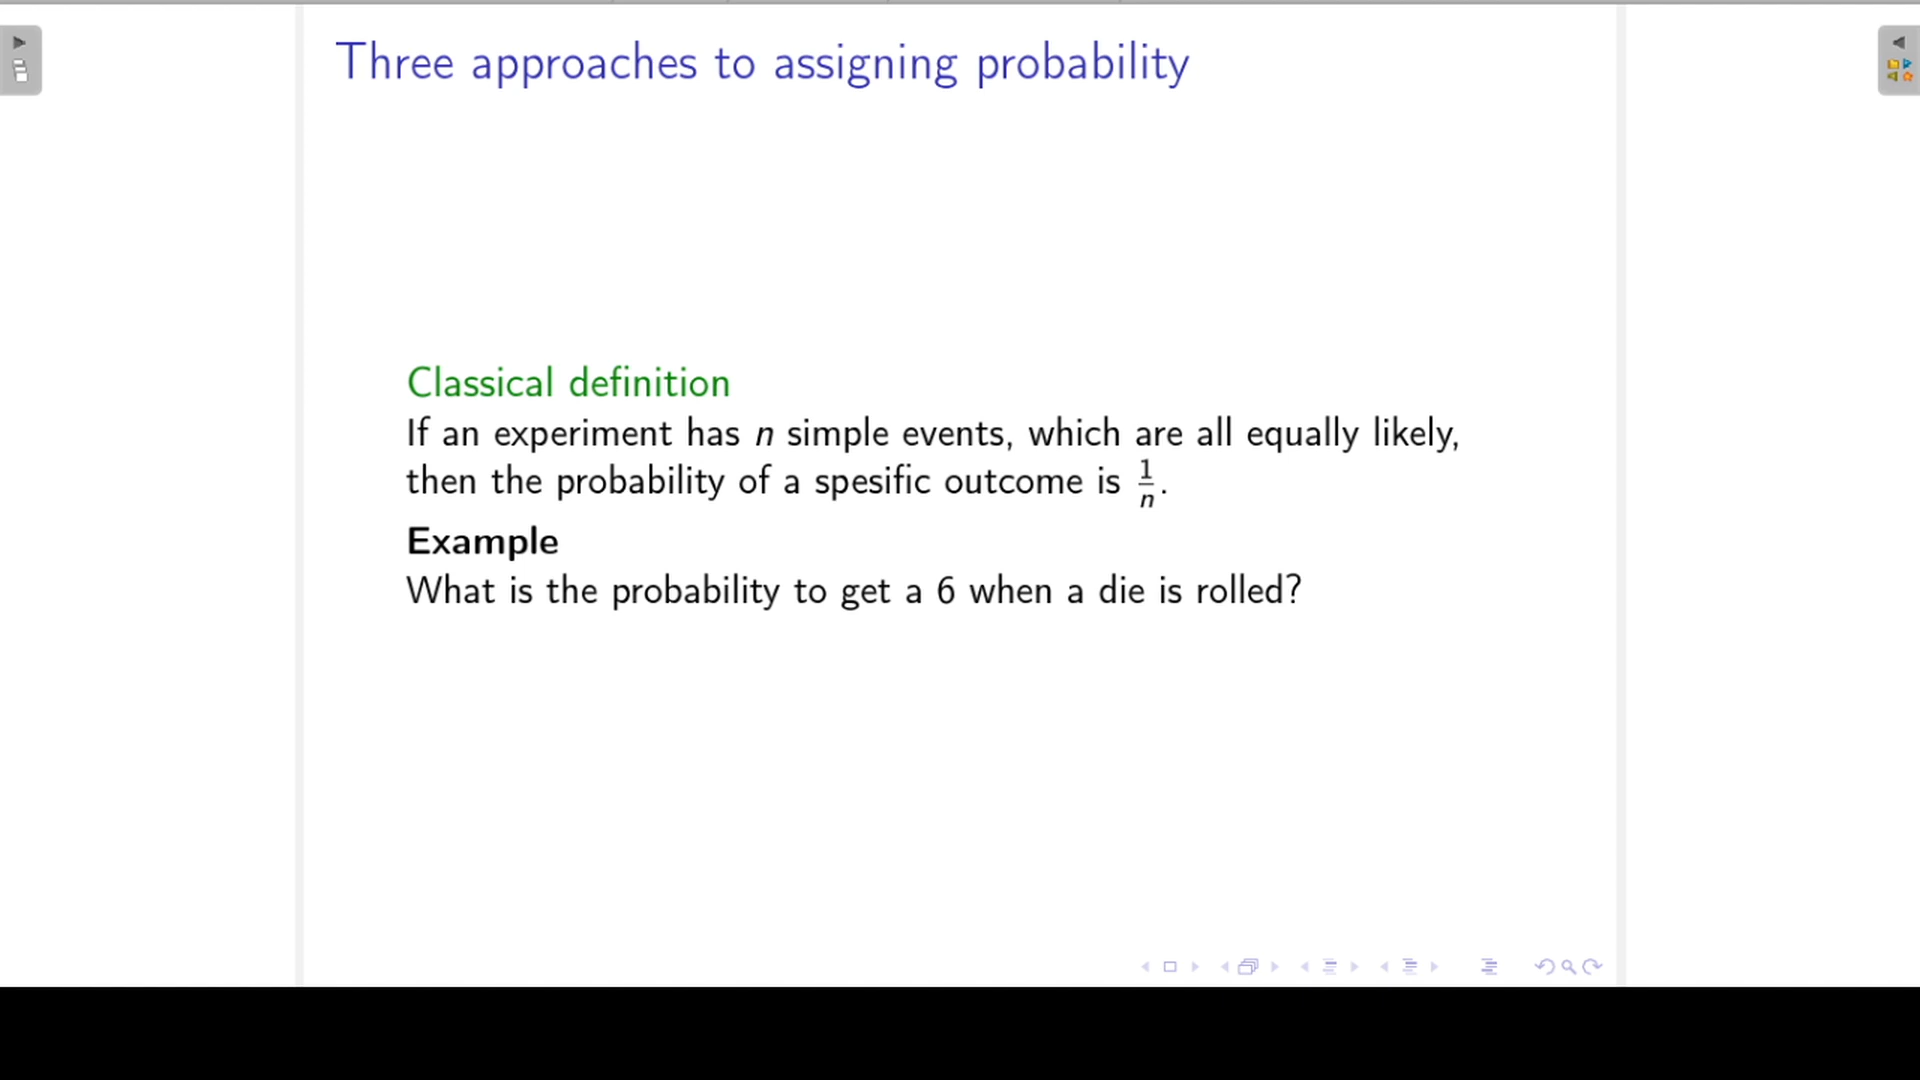 Three approaches to assigning probability
Classical definition
If an experiment has n simple events, which are all equally likely,
then the probability of a spesific outcome is 1/n.
Example
What is the probability to get a 6 when a die is rolled?